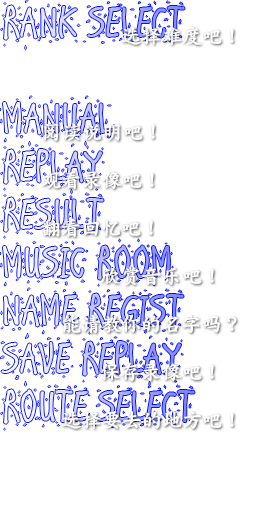 RANK SELECT
选择难度吧！
MANUAL
阅读说明吧！
REPLAY
观看录像吧！
RESULT
翻看回忆吧！
MUSIC ROOM
欣赏音乐吧！
NAME REGIST
能请教你的名字吗？
SAVE REPLAY
保存录像吧！
ROUTE SELECT
选择要去的地方吧！